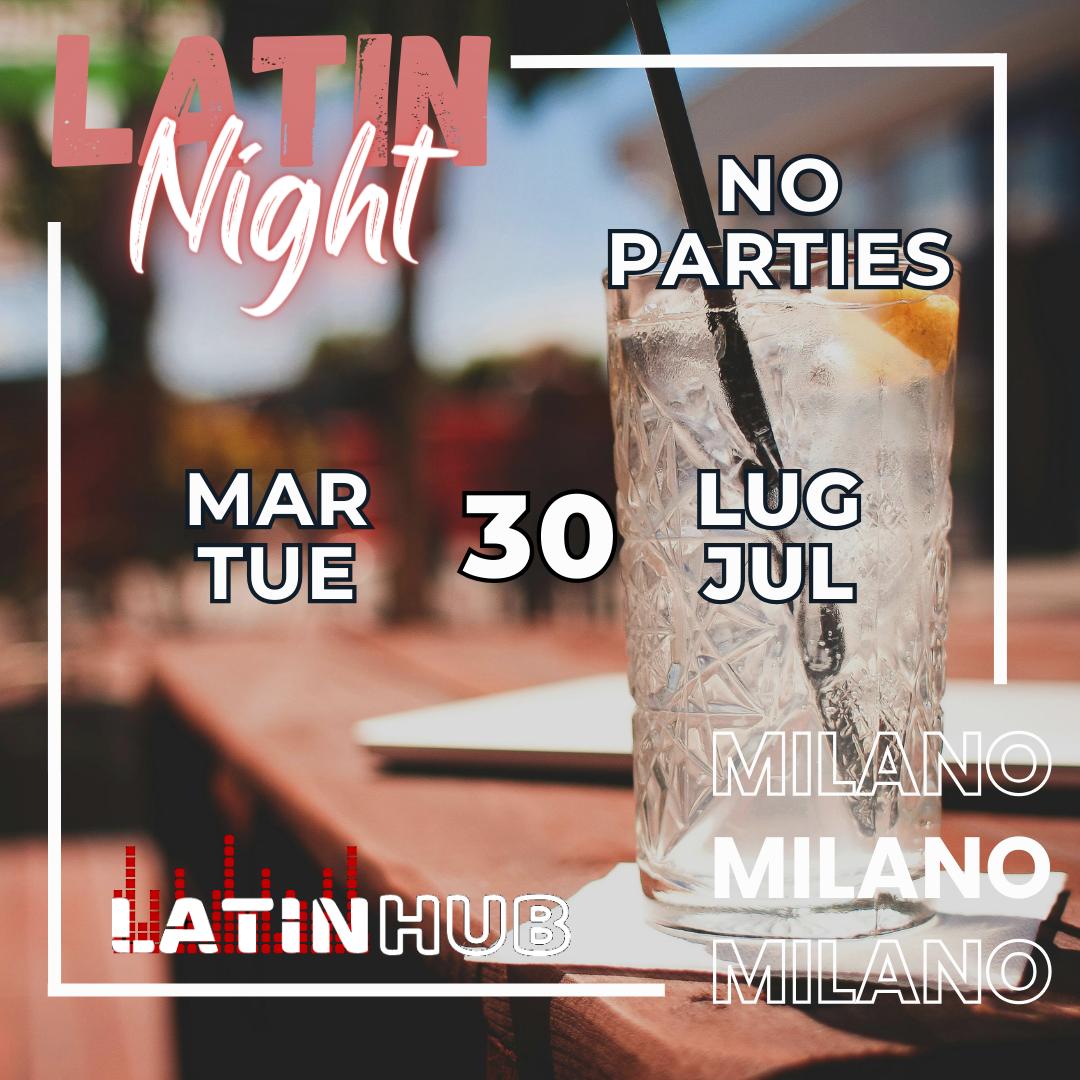 LATIN
Night
NO
PARTIES
MAR
TUE
30
LUG
JUL
MILANO
MILANO
MILANO
LATINHUB